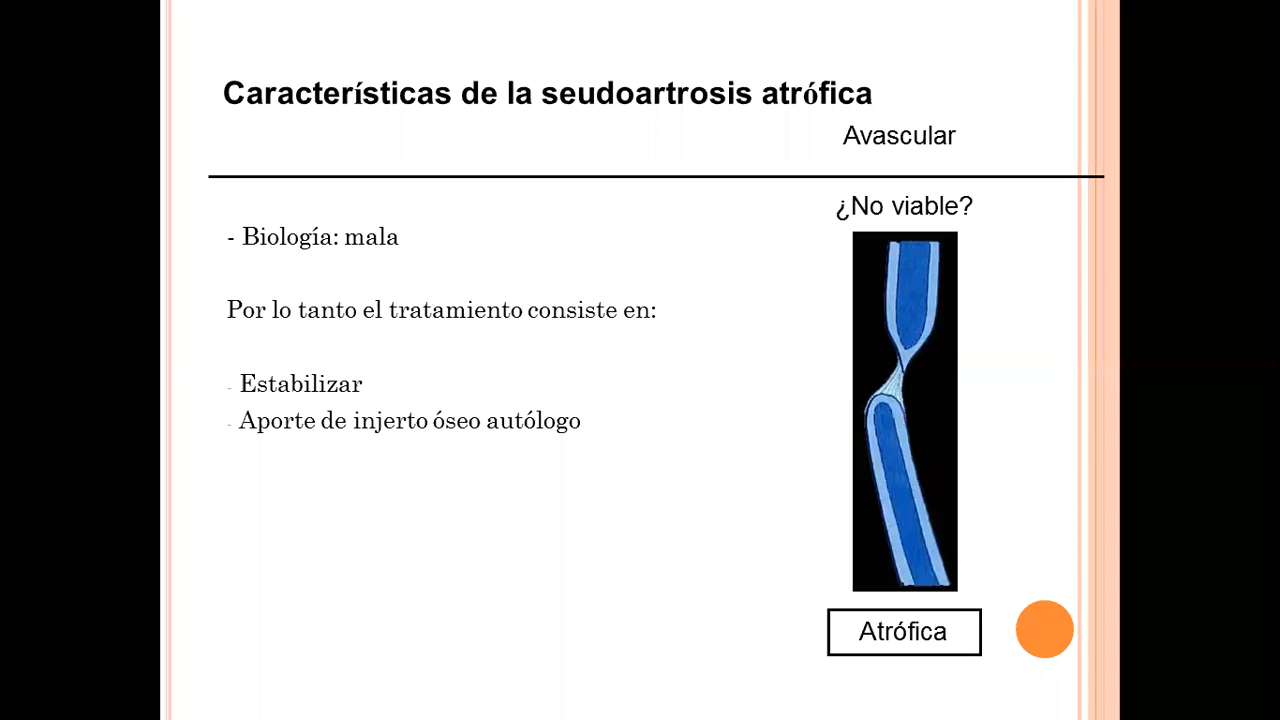 Características de la seudoartrosis atrófica
Avascular
¿No viable?
- Biología: mala
Por lo tanto el tratamiento consiste en:
- Estabilizar
- Aporte de injerto óseo autólogo
Atrófica